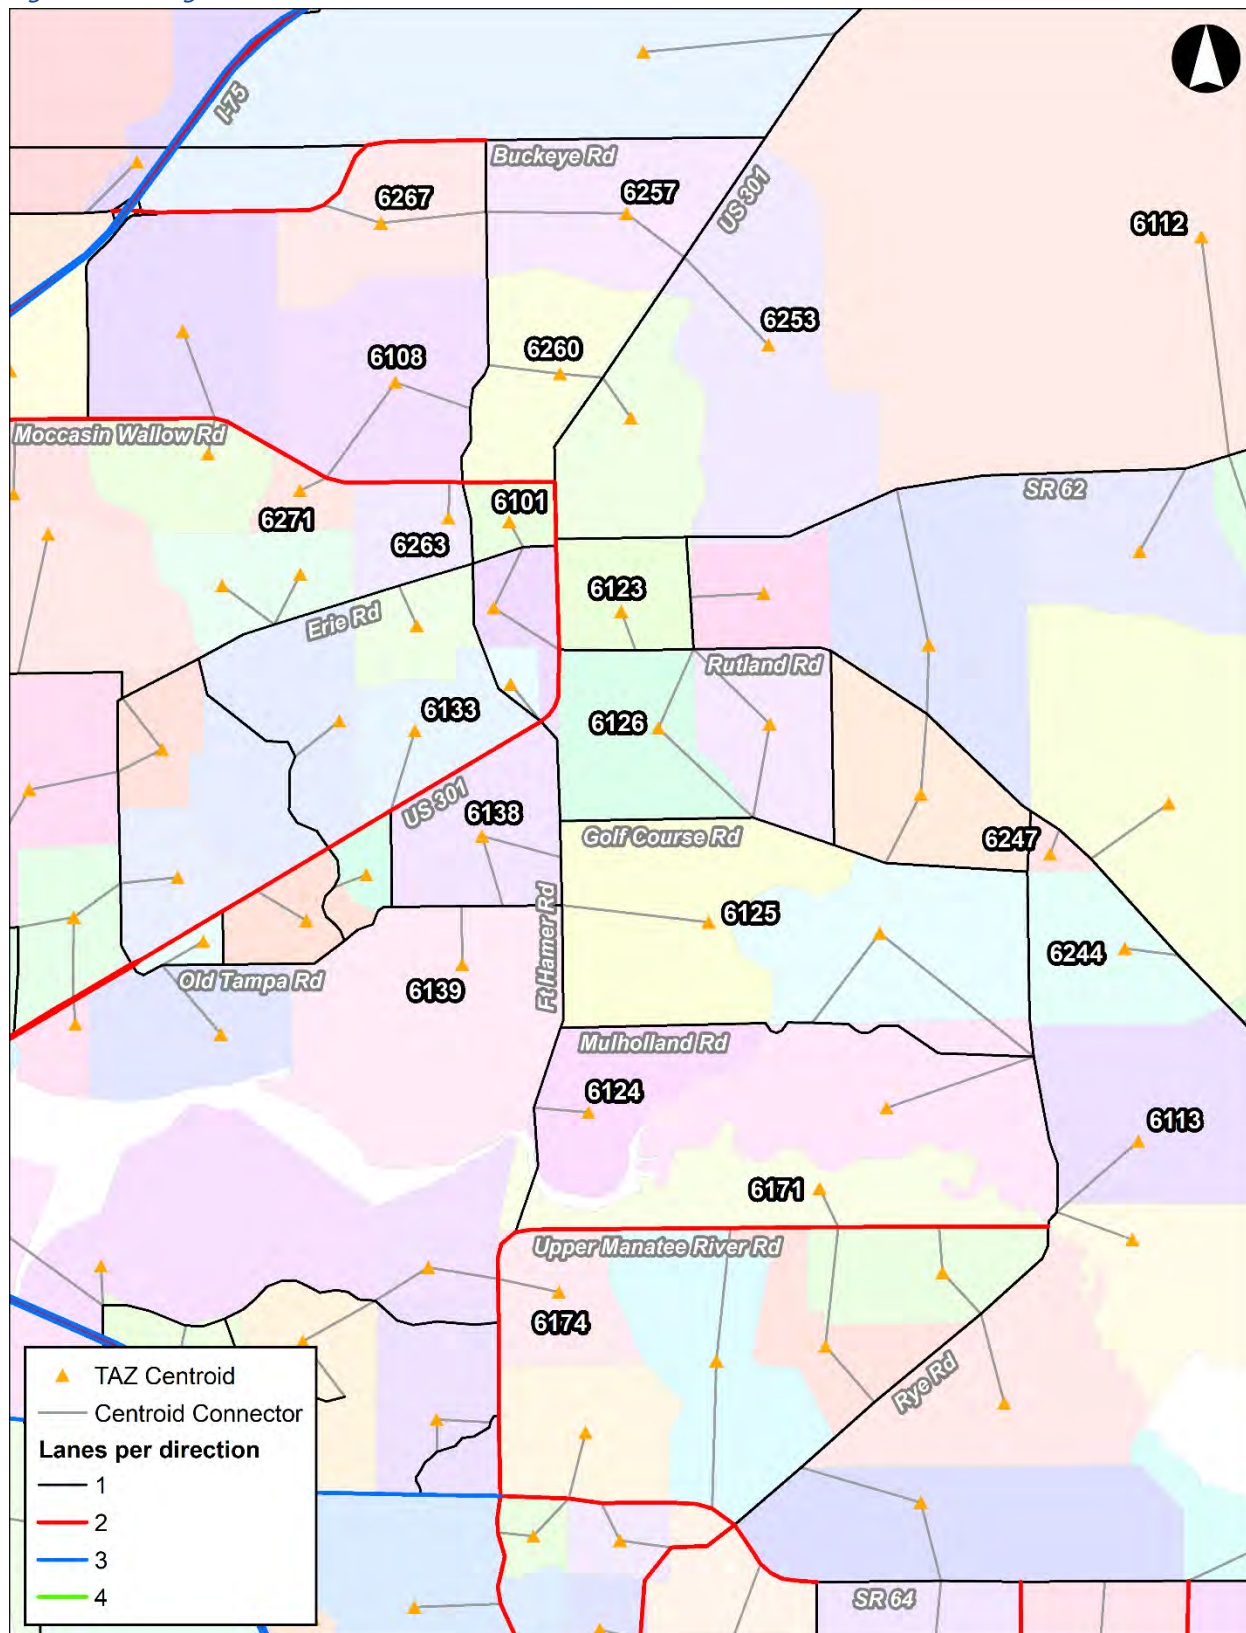 I-75
Buckeye Rd
6267
6257
US 301
6112
6253
6260
6108
Moccasin Wallow Rd
SR 62
6101
6271
6263
6123
Erie Rd
Rutland Rd
6133
6126
US 301
6138
Golf Course Rd
6247
Ft Hamer Rd
6125
6244
Old Tampa Rd
6139
Mulholland Rd
6124
6113
6171
Upper Manatee River Rd
6174
Rye Rd
SR 64
TAZ Centroid
Centroid Connector
Lanes per direction
1
2
3
4